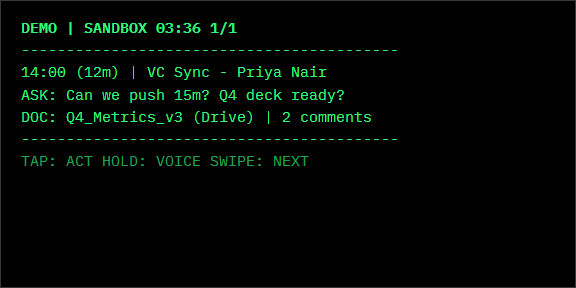 DEMO | SANDBOX 03:36 1/1
------------------------------------------
14:00 (12m) | VC Sync - Priya Nair
ASK: Can we push 15m? Q4 deck ready?
DOC: Q4_Metrics_v3 (Drive) | 2 comments
------------------------------------------
TAP: ACT HOLD: VOICE SWIPE: NEXT